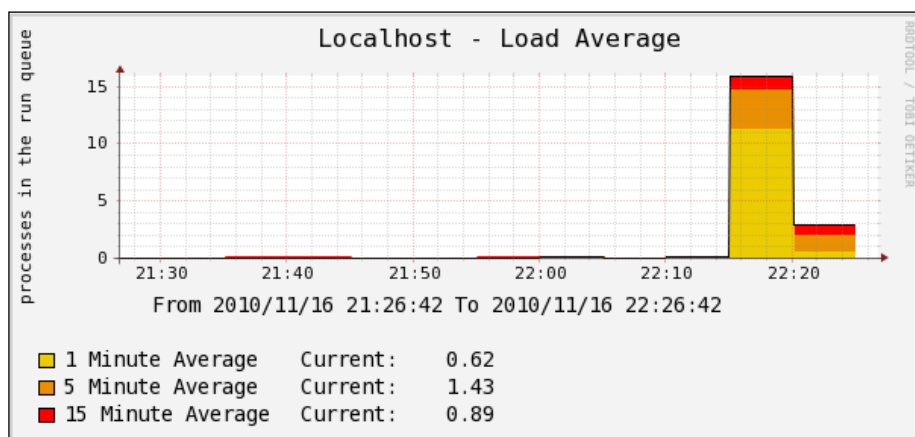 Localhost - Load Average
processes in the run queue
RRDTOOL / TOBI OETIKER
15
10
5
0
21:30 21:40 21:50 22:00 22:10 22:20
From 2010/11/16 21:26:42 To 2010/11/16 22:26:42
1 Minute Average Current: 0.62
5 Minute Average Current: 1.43
15 Minute Average Current: 0.89